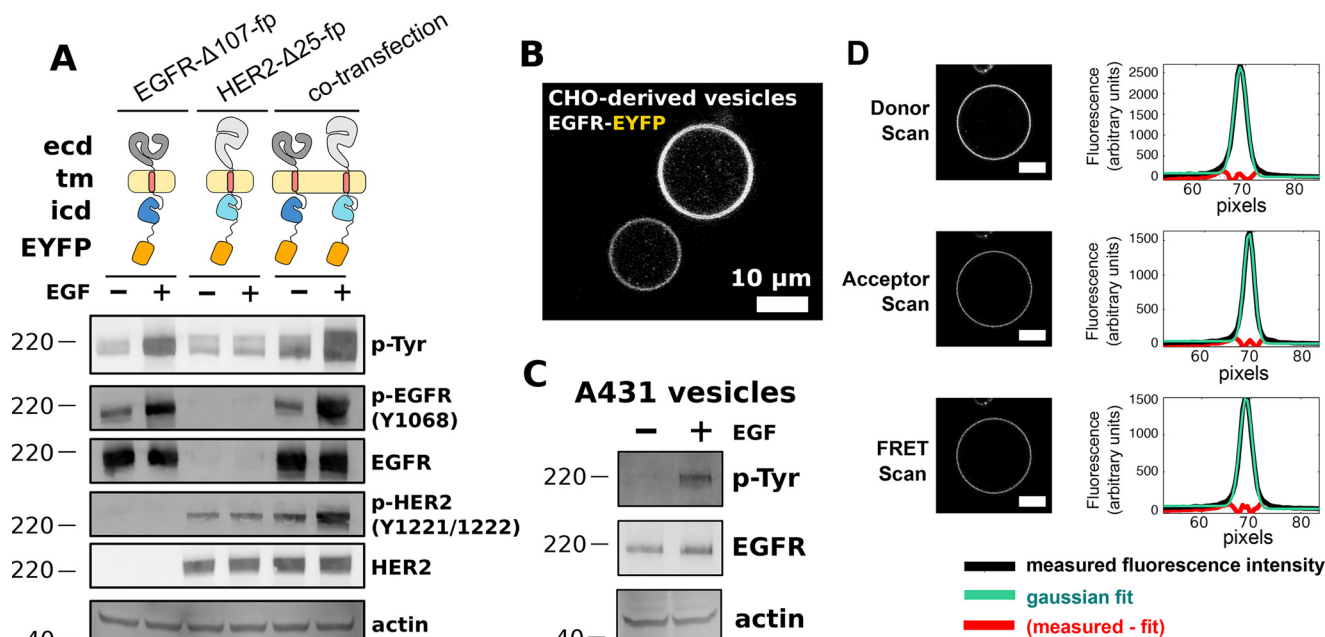 A
EGFR-Δ107-fp
HER2-Δ25-fp
co-transfection
ecd
tm
icd
EYFP
EGF − + − + − +
220 p-Tyr
220 p-EGFR
(Y1068)
220 EGFR
220 p-HER2
(Y1221/1222)
220 HER2
40 actin
B
CHO-derived vesicles
EGFR-EYFP
10 μm
C
A431 vesicles
− + EGF
220 p-Tyr
220 EGFR
40 actin
D
Donor
Scan
Fluorescence
(arbitrary units)
2500
2000
1500
1000
500
0
60 70 80
pixels
Acceptor
Scan
Fluorescence
(arbitrary units)
1500
1000
500
0
60 70 80
pixels
FRET
Scan
Fluorescence
(arbitrary units)
1500
1000
500
0
60 70 80
pixels
measured fluorescence intensity
gaussian fit
(measured - fit)